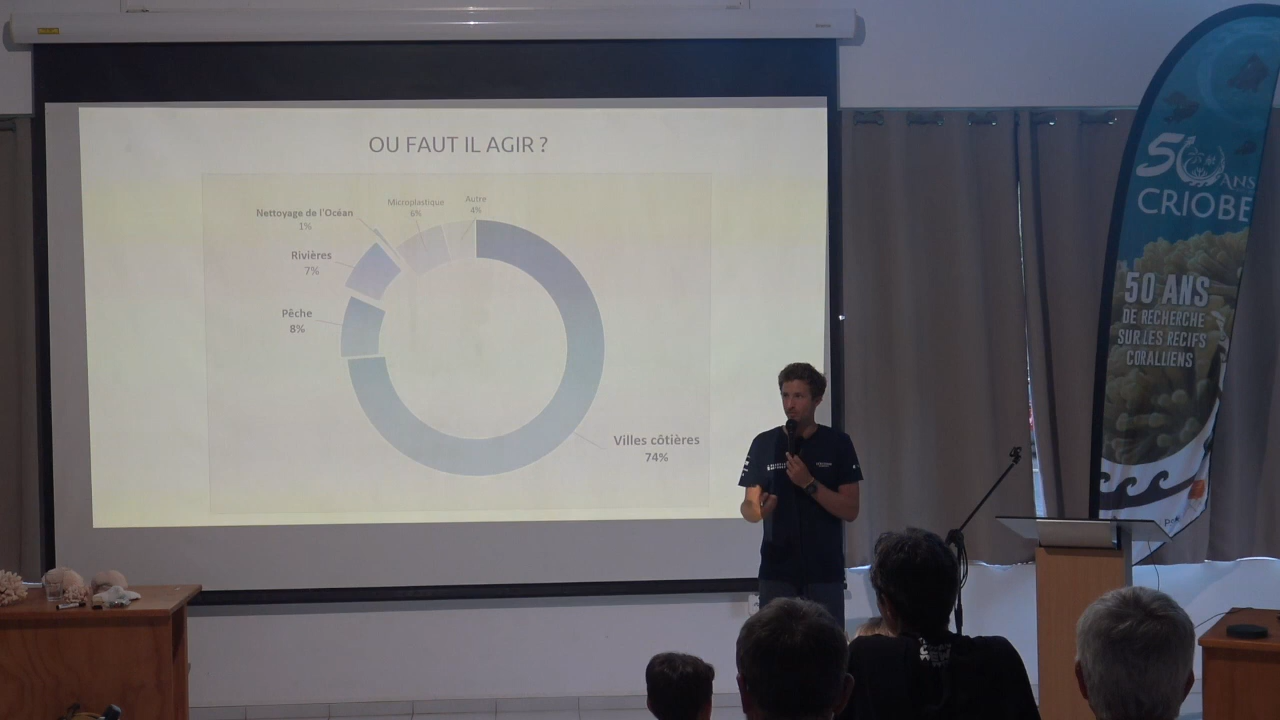 OU FAUT IL AGIR ?
Autre
4%
Microplastique
6%
Nettoyage de l'Océan
1%
Rivières
7%
Pêche
8%
Villes côtières
74%
50 ANS
CRIOBE
50 ANS
DE RECHERCHE
SUR LES RECIFS
CORALLIENS